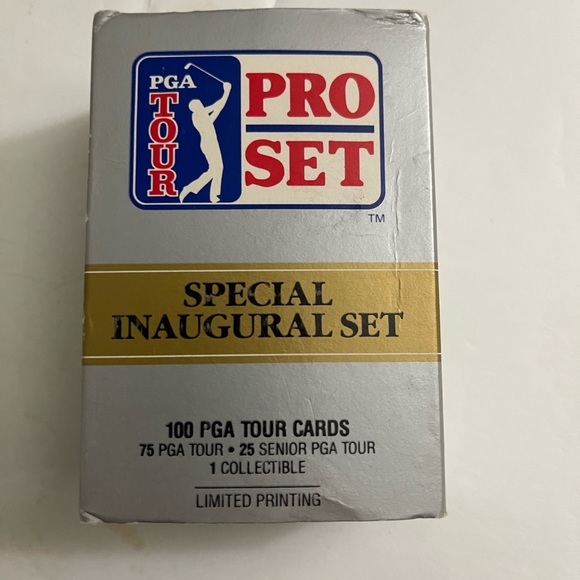 PGA
TOUR
PRO
SET
TM
SPECIAL
INAUGURAL SET
100 PGA TOUR CARDS
75 PGA TOUR • 25 SENIOR PGA TOUR
1 COLLECTIBLE
LIMITED PRINTING